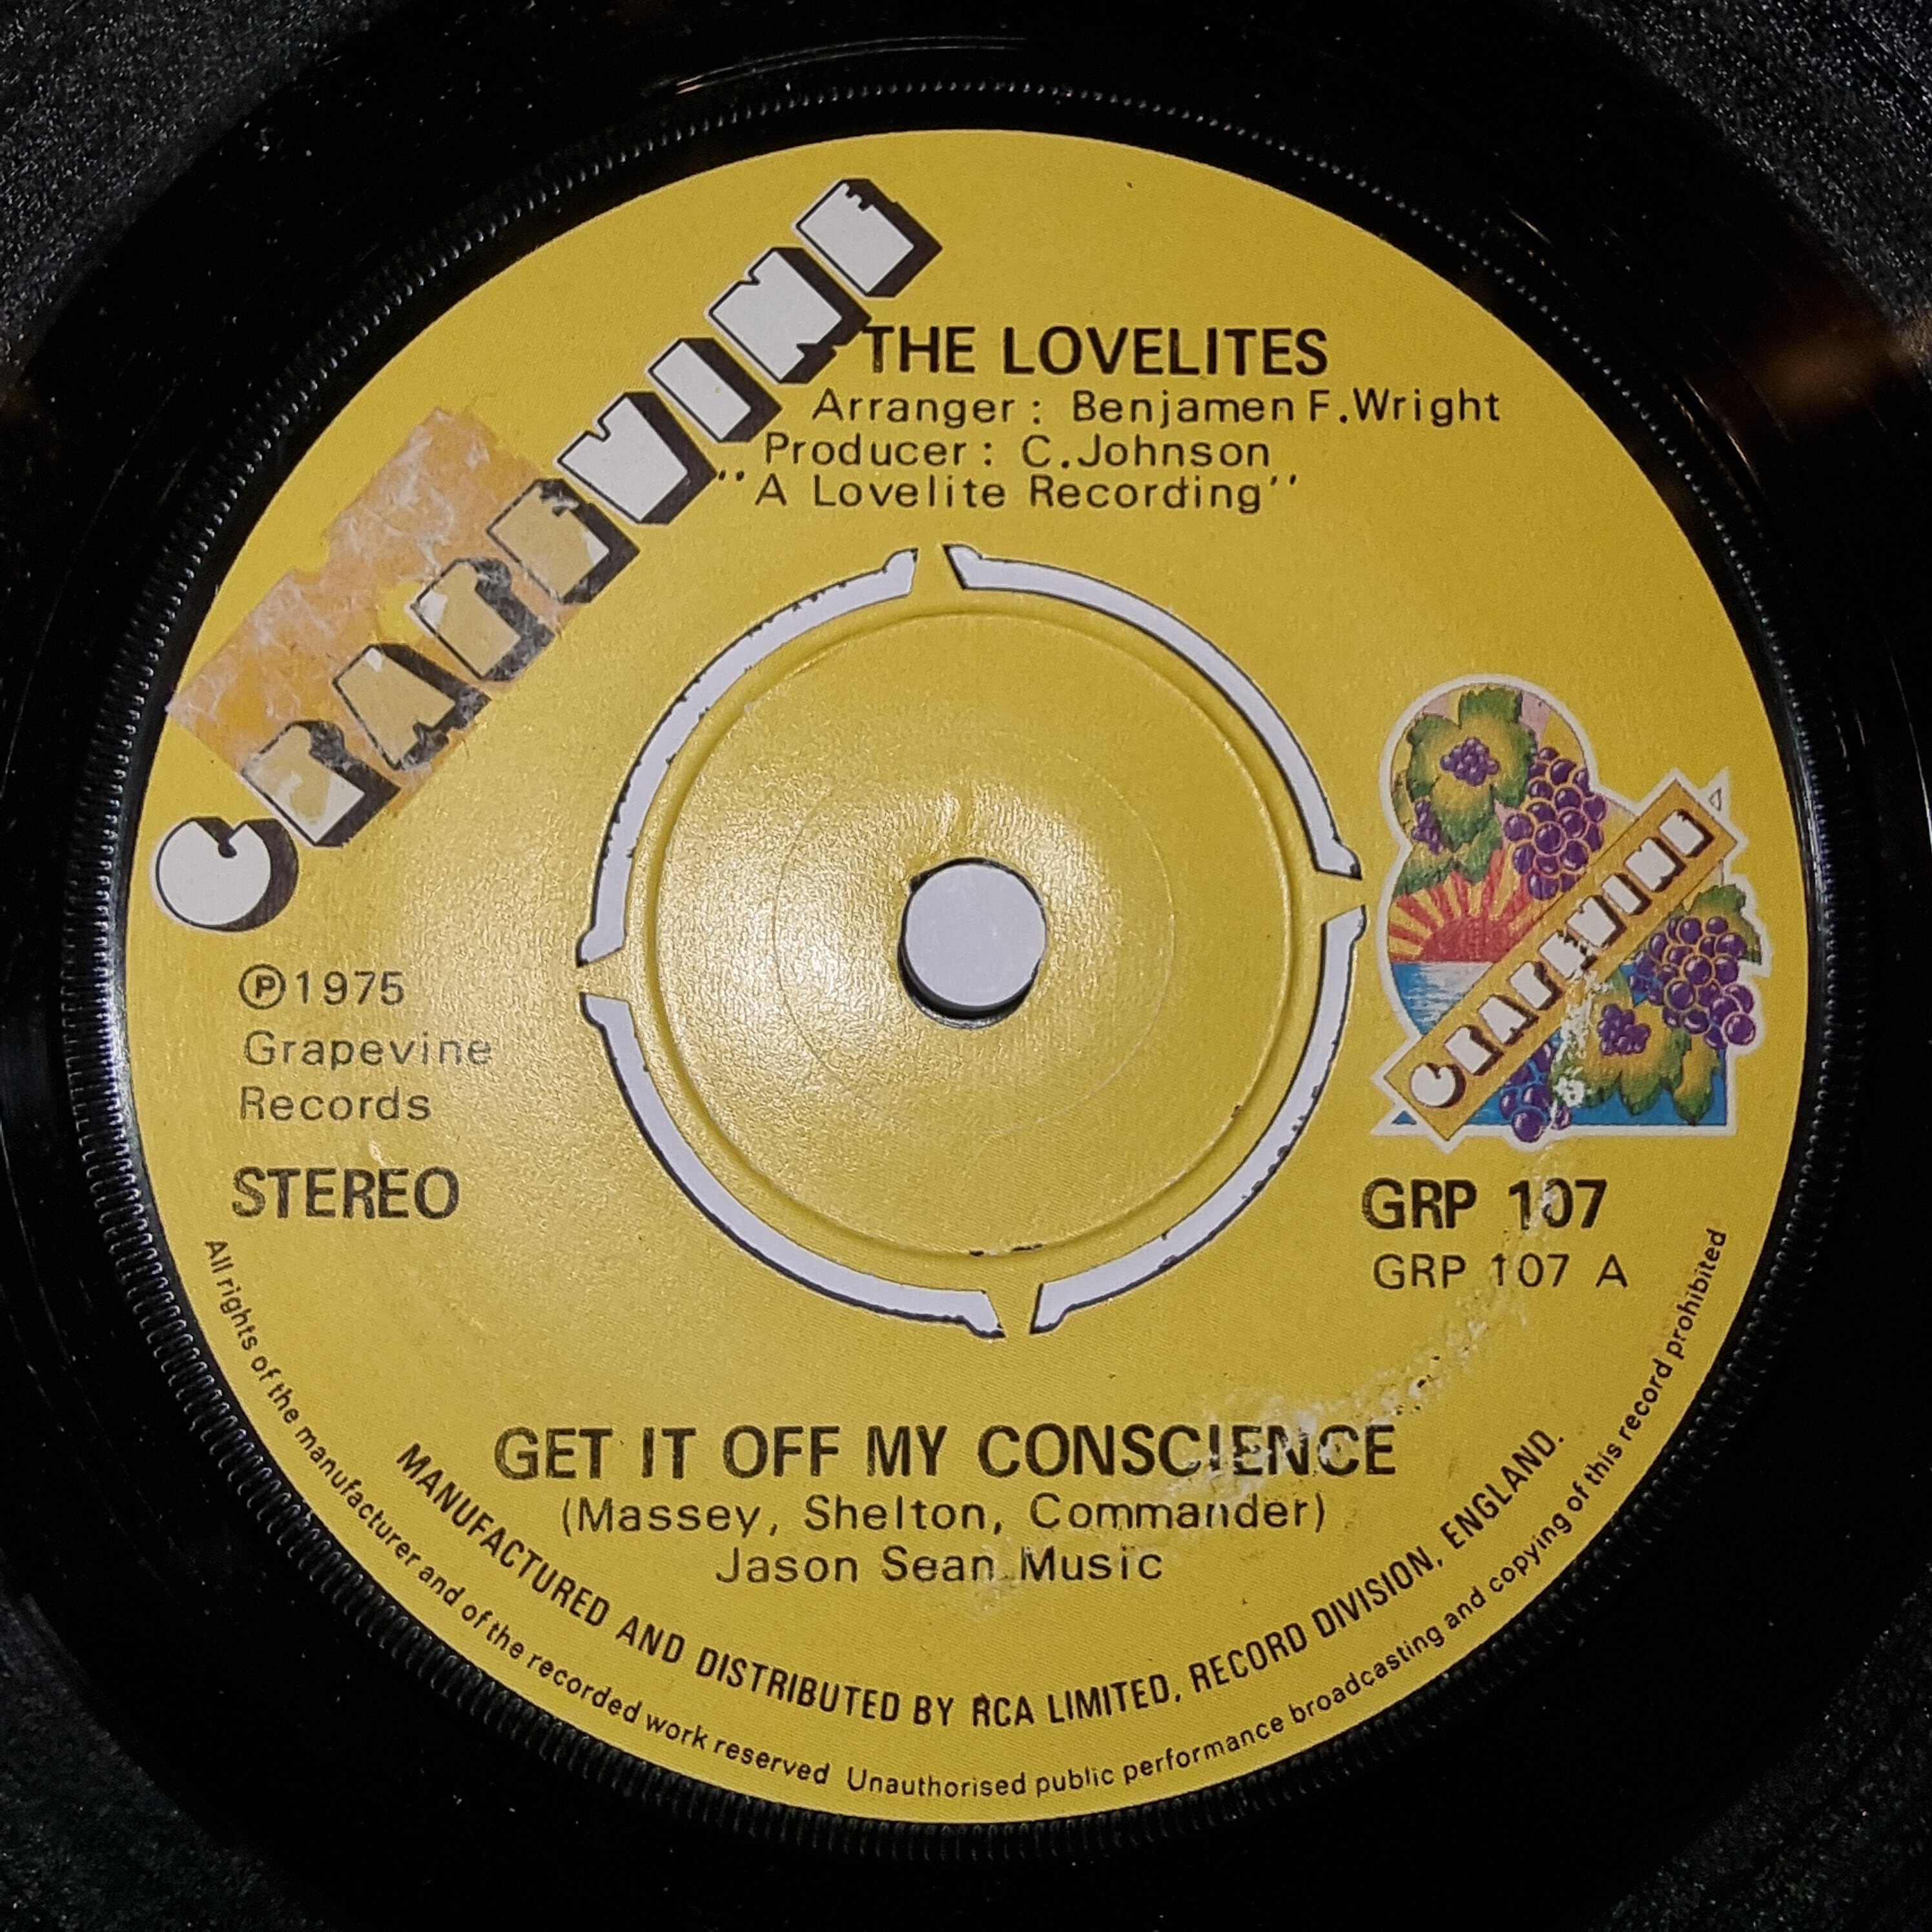 GRAPEVINE
THE LOVELITES
Arranger : Benjamen F.Wright
Producer : C.Johnson
"A Lovelite Recording"
Ⓟ1975
Grapevine
Records
STEREO
GRAPEVINE
GRP 107
GRP 107 A
GET IT OFF MY CONSCIENCE
(Massey, Shelton, Commander)
Jason Sean Music
MANUFACTURED AND DISTRIBUTED BY RCA LIMITED, RECORD DIVISION, ENGLAND.
All rights of the manufacturer and of the recorded work reserved Unauthorised public performance broadcasting and copying of this record prohibited